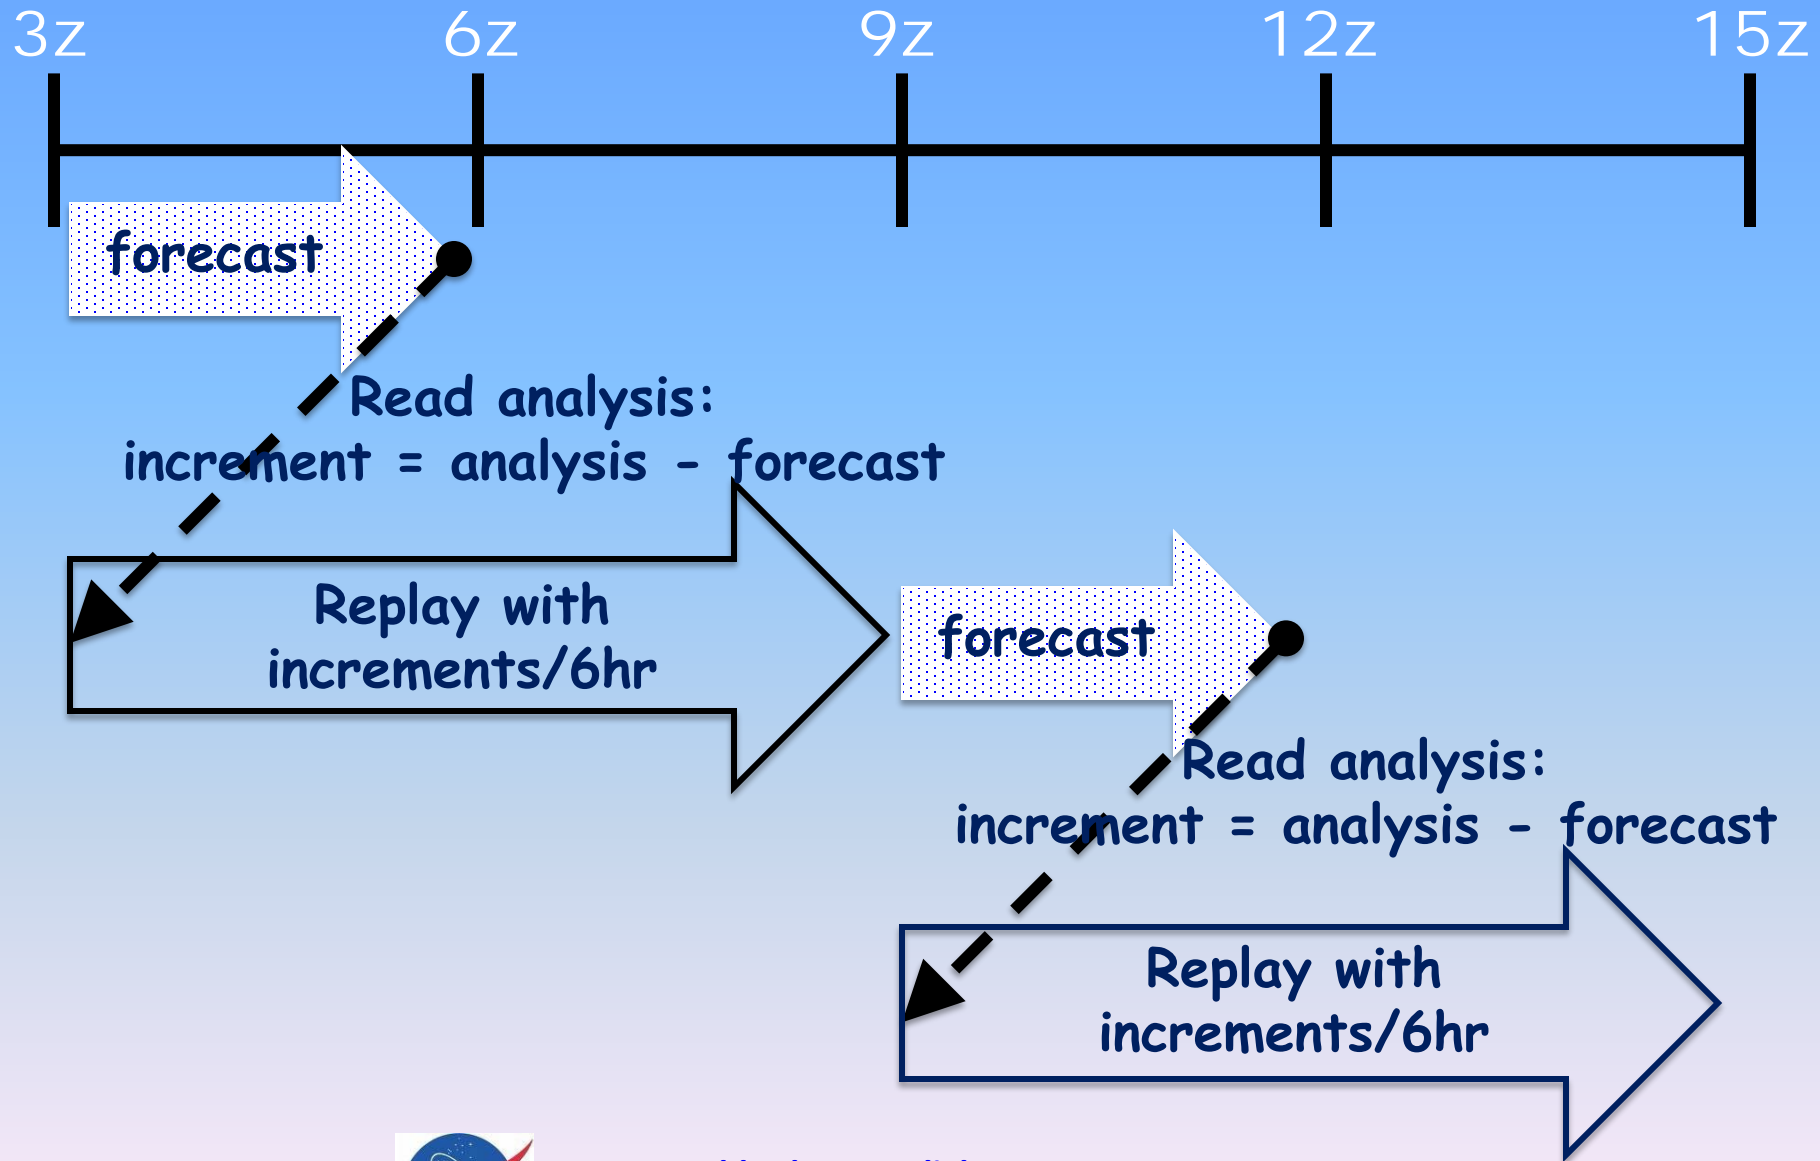 3z 6z 9z 12z 15z
forecast
Read analysis:
increment = analysis - forecast
Replay with
increments/6hr
forecast
Read analysis:
increment = analysis - forecast
Replay with
increments/6hr